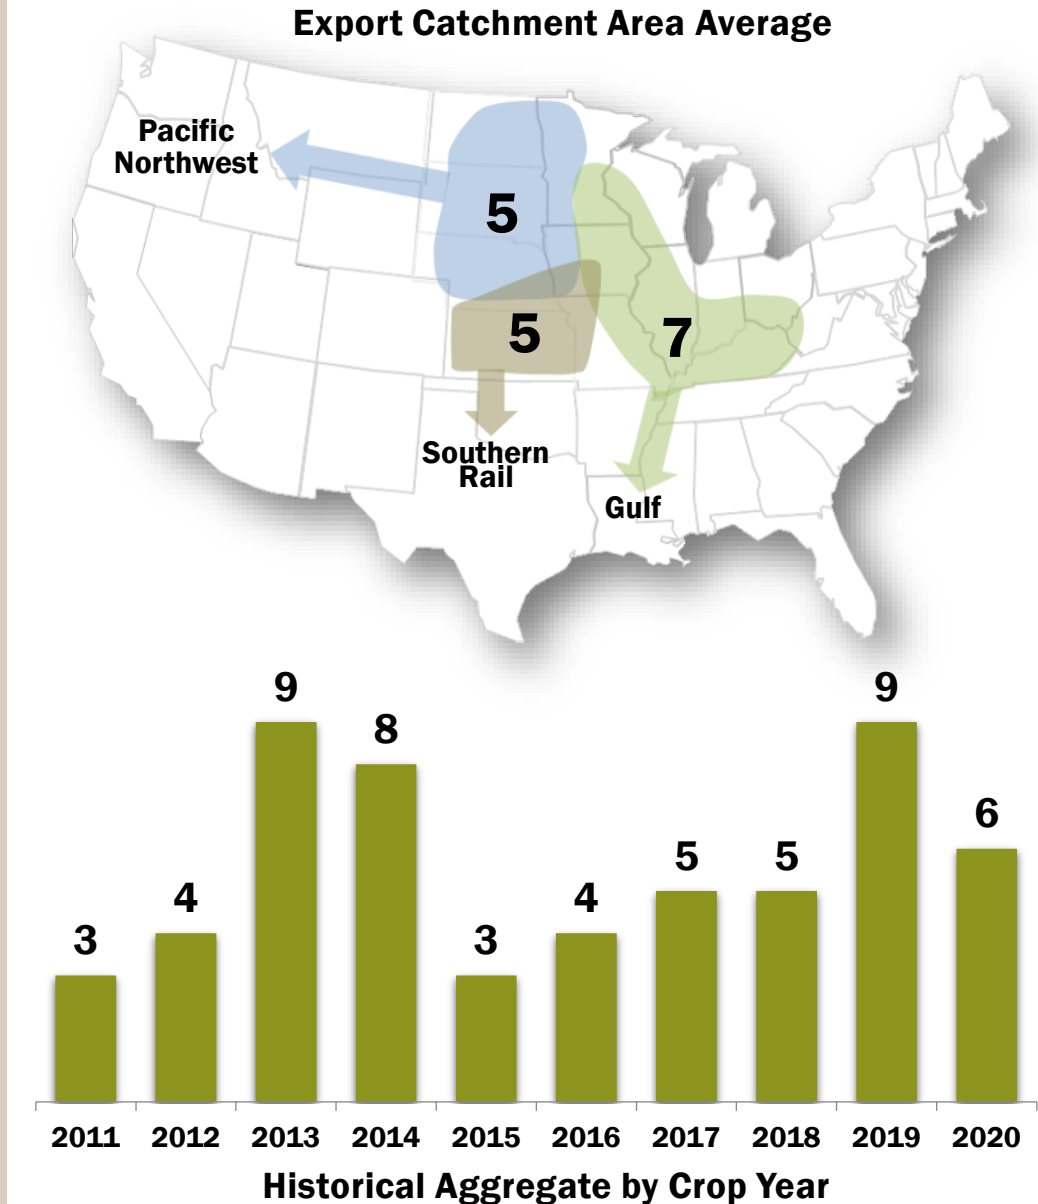 Export Catchment Area Average
Pacific
Northwest
5
5
7
Southern
Rail
Gulf
9
9
8
6
5
5
4
4
3
3
2011 2012 2013 2014 2015 2016 2017 2018 2019 2020
Historical Aggregate by Crop Year